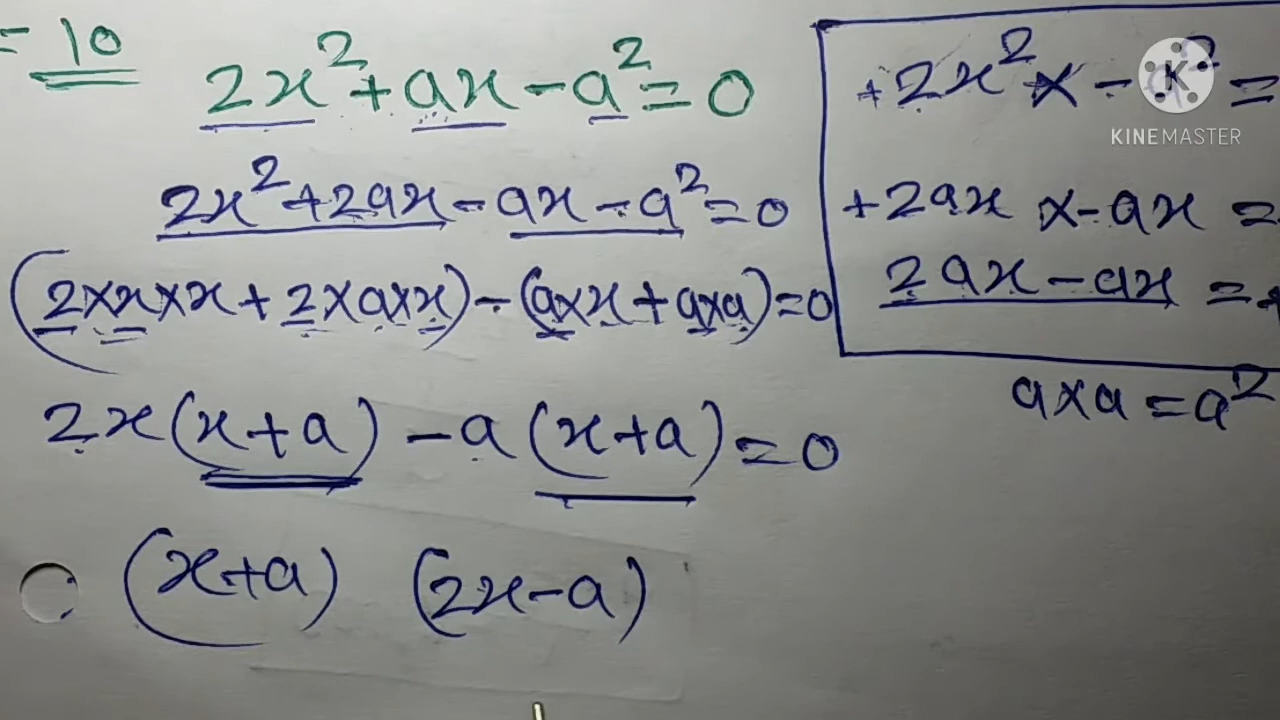 = 10
2x²+ax-a²=0
2x²+2ax-ax-a²=0
(2×x×x+2×a×x)-(a×x+a×a)=0
2x(x+a)-a(x+a)=0
(x+a) (2x-a)
+2x²×-a²=
+2ax×-ax=
2ax-ax=+
a×a=a²
K
KINEMASTER